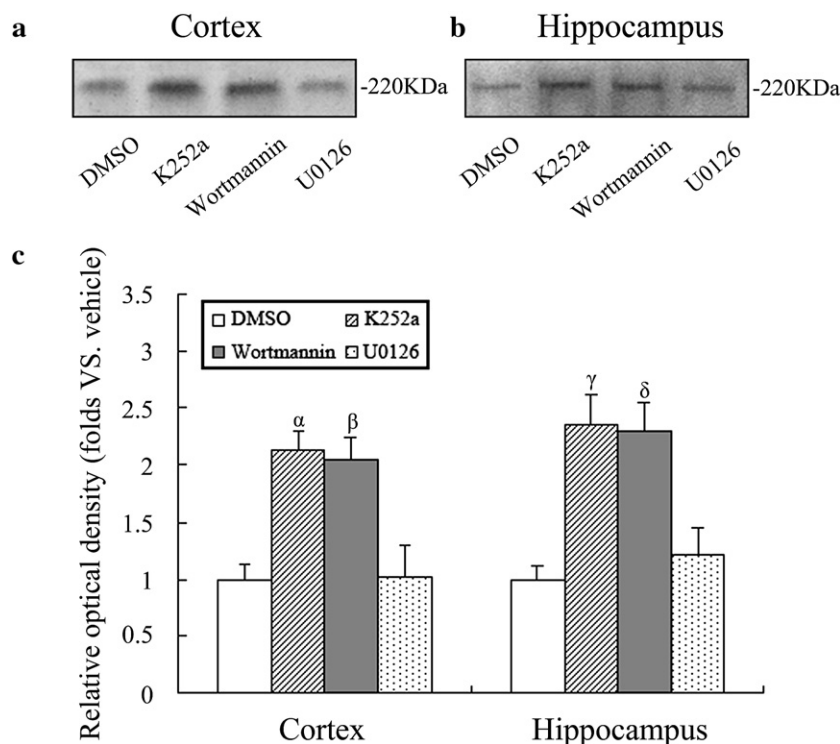 a
Cortex
-220KDa
DMSO
K252a
Wortmannin
U0126
b
Hippocampus
-220KDa
DMSO
K252a
Wortmannin
U0126
c
Relative optical density (folds VS. vehicle)
3.5
3
2.5
2
1.5
1
0.5
0
DMSO K252a
Wortmannin U0126
α
β
γ
δ
Cortex
Hippocampus